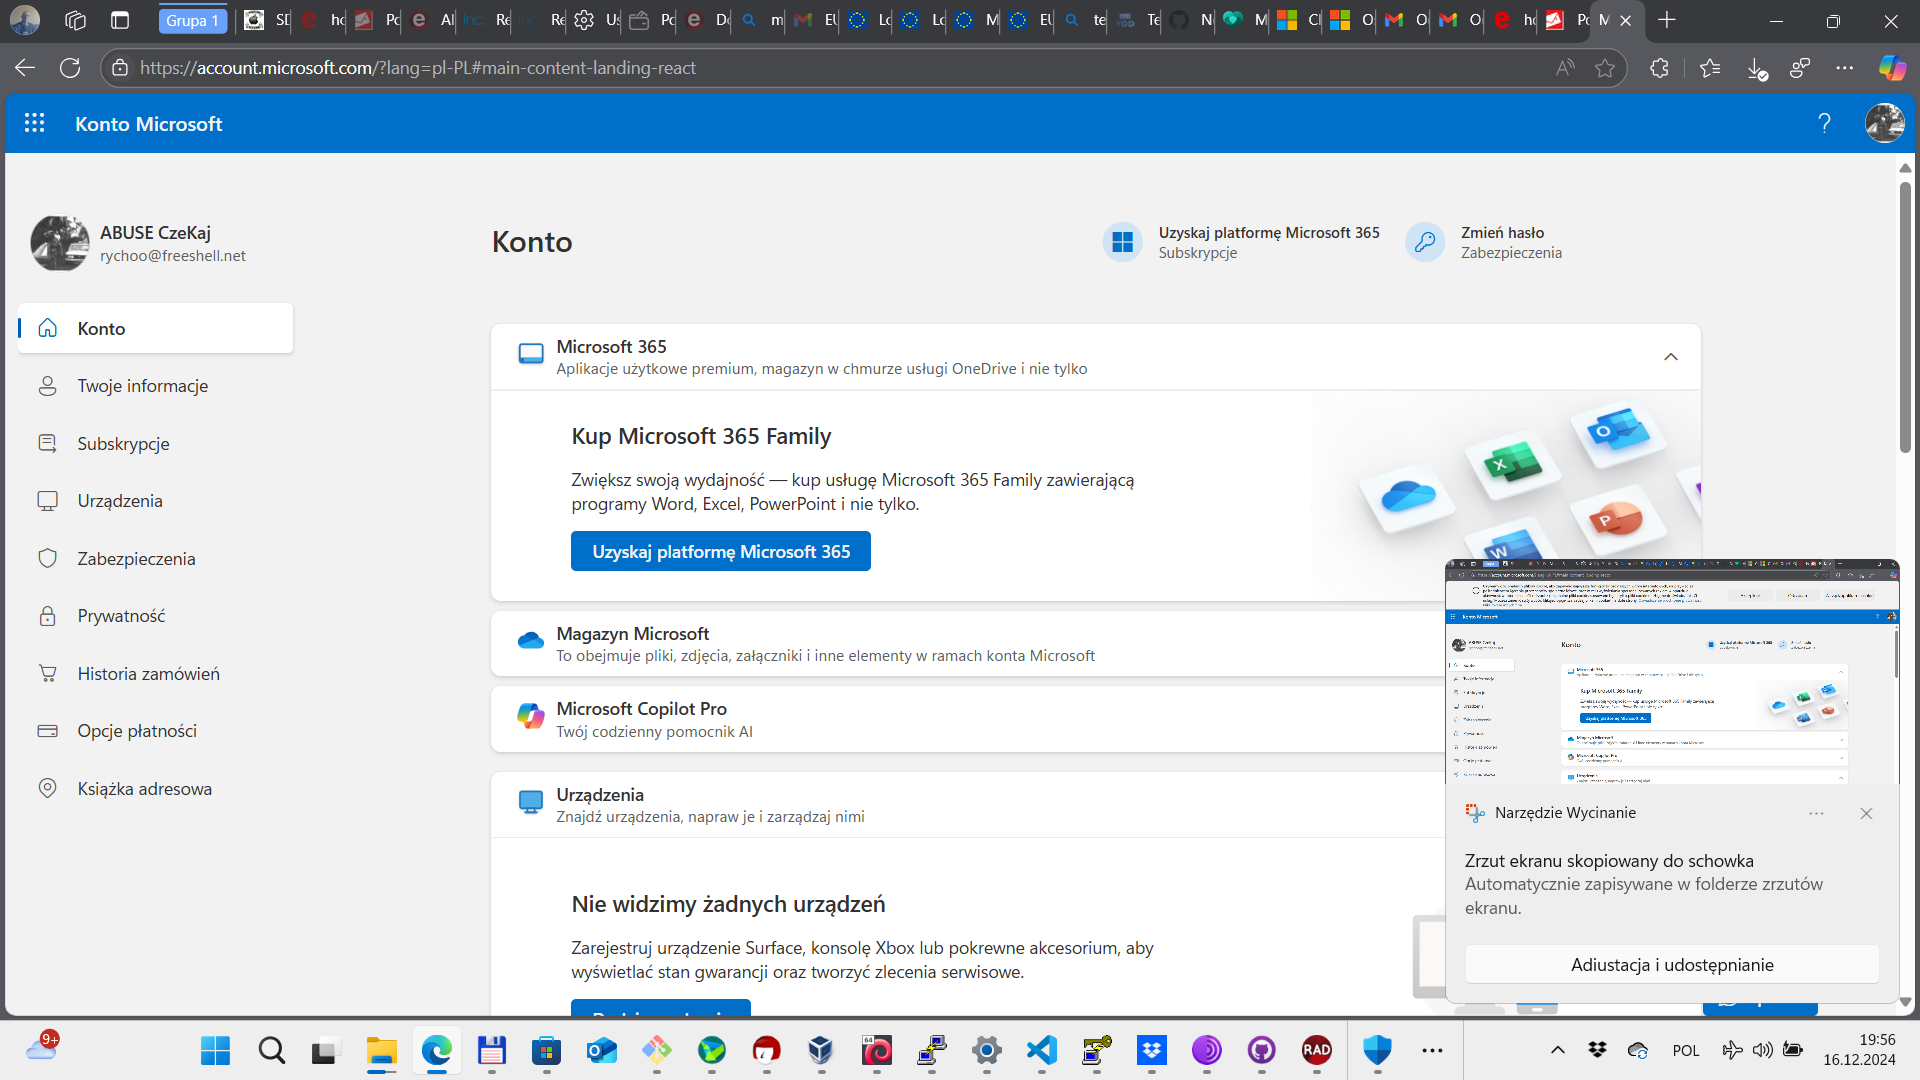 Grupa 1
https://account.microsoft.com/?lang=pl-PL#main-content-landing-react
Konto Microsoft
ABUSE CzeKaj
rychoo@freeshell.net
Konto
Uzyskaj platformę Microsoft 365
Subskrypcje
Zmień hasło
Zabezpieczenia
Konto
Twoje informacje
Subskrypcje
Urządzenia
Zabezpieczenia
Prywatność
Historia zamówień
Opcje płatności
Książka adresowa
Microsoft 365
Aplikacje użytkowe premium, magazyn w chmurze usługi OneDrive i nie tylko
Kup Microsoft 365 Family
Zwiększ swoją wydajność — kup usługę Microsoft 365 Family zawierającą
programy Word, Excel, PowerPoint i nie tylko.
Uzyskaj platformę Microsoft 365
Magazyn Microsoft
To obejmuje pliki, zdjęcia, załączniki i inne elementy w ramach konta Microsoft
Microsoft Copilot Pro
Twój codzienny pomocnik AI
Urządzenia
Znajdź urządzenia, napraw je i zarządzaj nimi
Nie widzimy żadnych urządzeń
Zarejestruj urządzenie Surface, konsolę Xbox lub pokrewne akcesorium, aby
wyświetlać stan gwarancji oraz tworzyć zlecenia serwisowe.
Narzędzie Wycinanie
Zrzut ekranu skopiowany do schowka
Automatycznie zapisywane w folderze zrzutów
ekranu.
Adiustacja i udostępnianie
9+
64
RAD
POL
19:56
16.12.2024